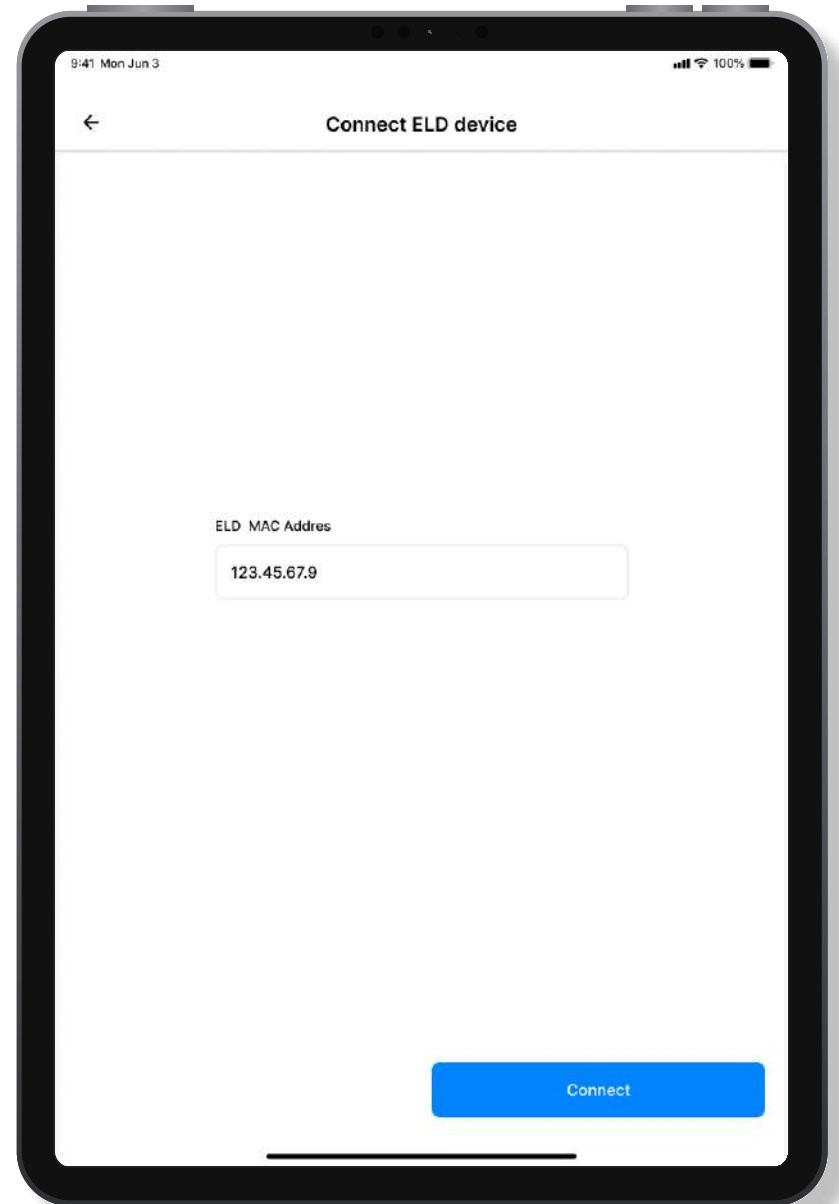 9:41 Mon Jun 3
100%
Connect ELD device
ELD MAC Addres
123.45.67.9
Connect